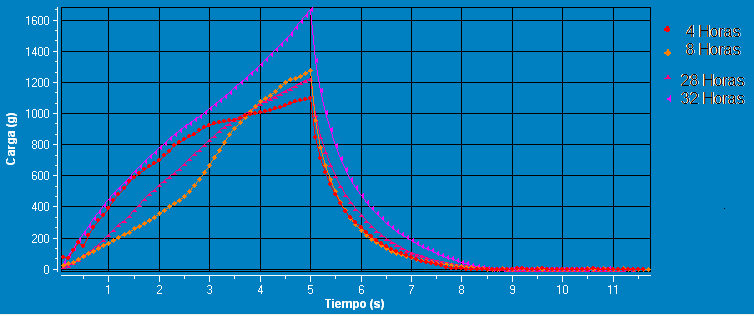 1600
1400
1200
1000
800
600
400
200
0
Carga (g)
1 2 3 4 5 6 7 8 9 10 11
Tiempo (s)
4 Horas
8 Horas
28 Horas
32 Horas